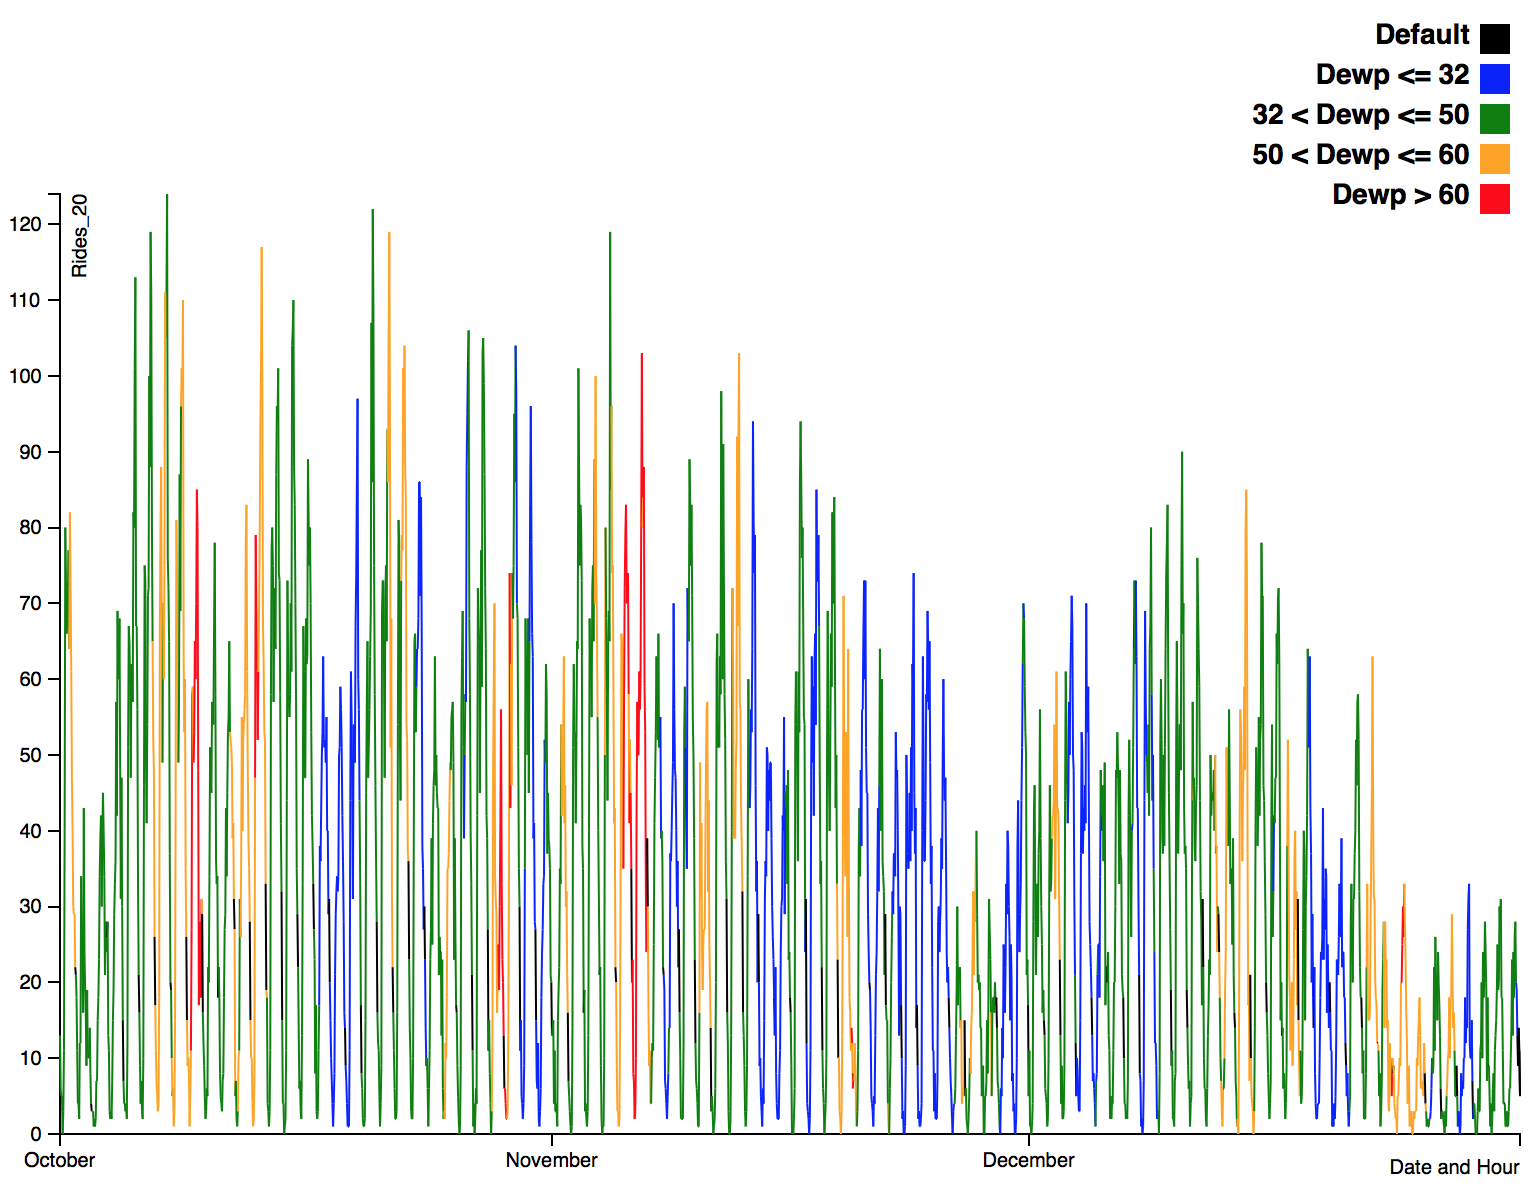 Default
Dewp <= 32
32 < Dewp <= 50
50 < Dewp <= 60
Dewp > 60
Rides_20
120
110
100
90
80
70
60
50
40
30
20
10
0
October
November
December
Date and Hour